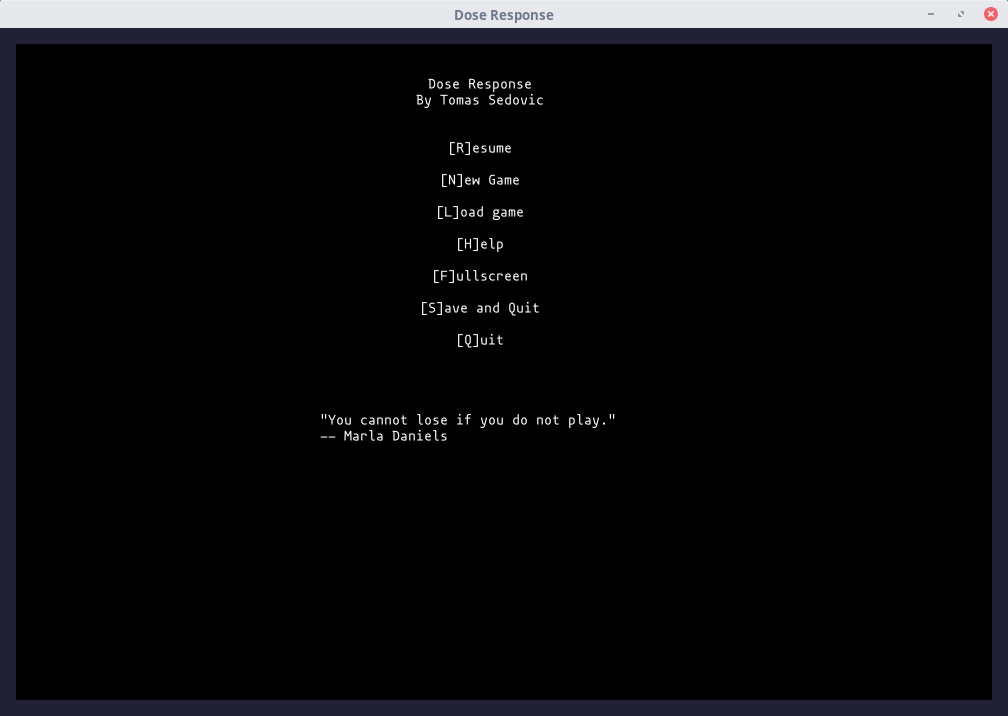 Dose Response
Dose Response
By Tomas Sedovic
[R]esume
[N]ew Game
[L]oad game
[H]elp
[F]ullscreen
[S]ave and Quit
[Q]uit
"You cannot lose if you do not play."
-- Marla Daniels